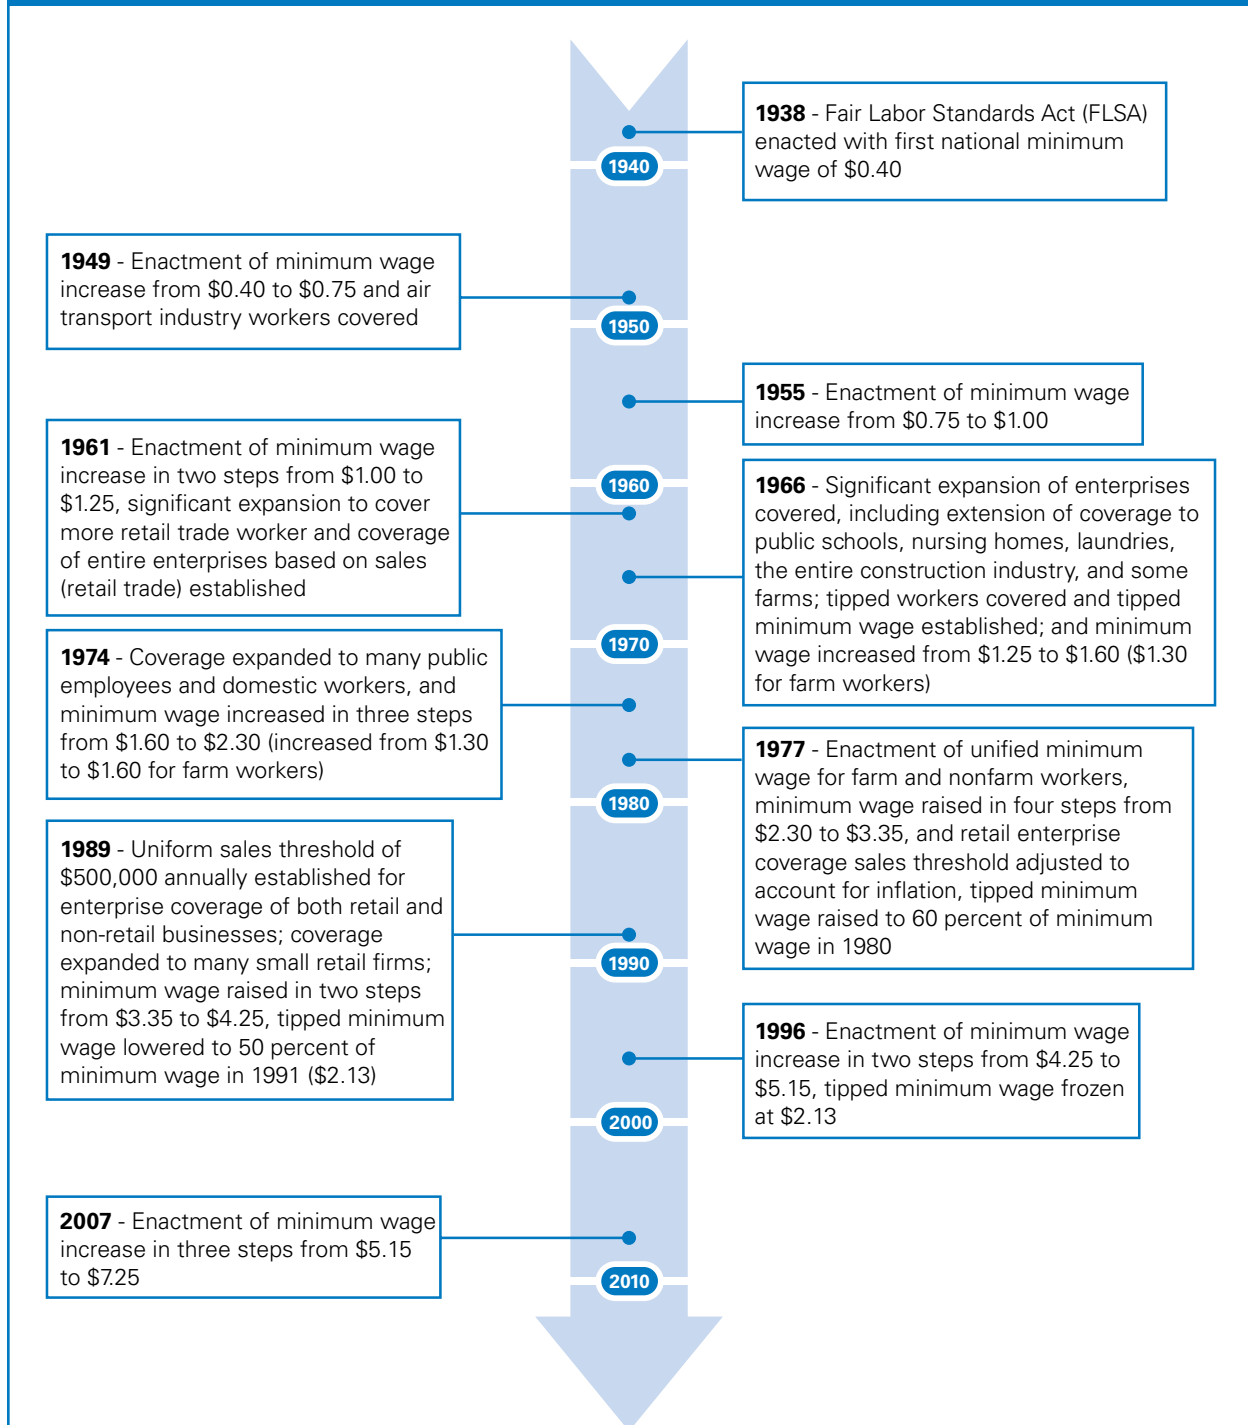 1938 - Fair Labor Standards Act (FLSA)
enacted with first national minimum
wage of $0.40
1940
1949 - Enactment of minimum wage
increase from $0.40 to $0.75 and air
transport industry workers covered
1950
1955 - Enactment of minimum wage
increase from $0.75 to $1.00
1961 - Enactment of minimum wage
increase in two steps from $1.00 to
$1.25, significant expansion to cover
more retail trade worker and coverage
of entire enterprises based on sales
(retail trade) established
1960
1966 - Significant expansion of enterprises
covered, including extension of coverage to
public schools, nursing homes, laundries,
the entire construction industry, and some
farms; tipped workers covered and tipped
minimum wage established; and minimum
wage increased from $1.25 to $1.60 ($1.30
for farm workers)
1970
1974 - Coverage expanded to many public
employees and domestic workers, and
minimum wage increased in three steps
from $1.60 to $2.30 (increased from $1.30
to $1.60 for farm workers)
1977 - Enactment of unified minimum
wage for farm and nonfarm workers,
minimum wage raised in four steps from
$2.30 to $3.35, and retail enterprise
coverage sales threshold adjusted to
account for inflation, tipped minimum
wage raised to 60 percent of minimum
wage in 1980
1980
1989 - Uniform sales threshold of
$500,000 annually established for
enterprise coverage of both retail and
non-retail businesses; coverage
expanded to many small retail firms;
minimum wage raised in two steps
from $3.35 to $4.25, tipped minimum
wage lowered to 50 percent of
minimum wage in 1991 ($2.13)
1990
1996 - Enactment of minimum wage
increase in two steps from $4.25 to
$5.15, tipped minimum wage frozen
at $2.13
2000
2007 - Enactment of minimum wage
increase in three steps from $5.15
to $7.25
2010